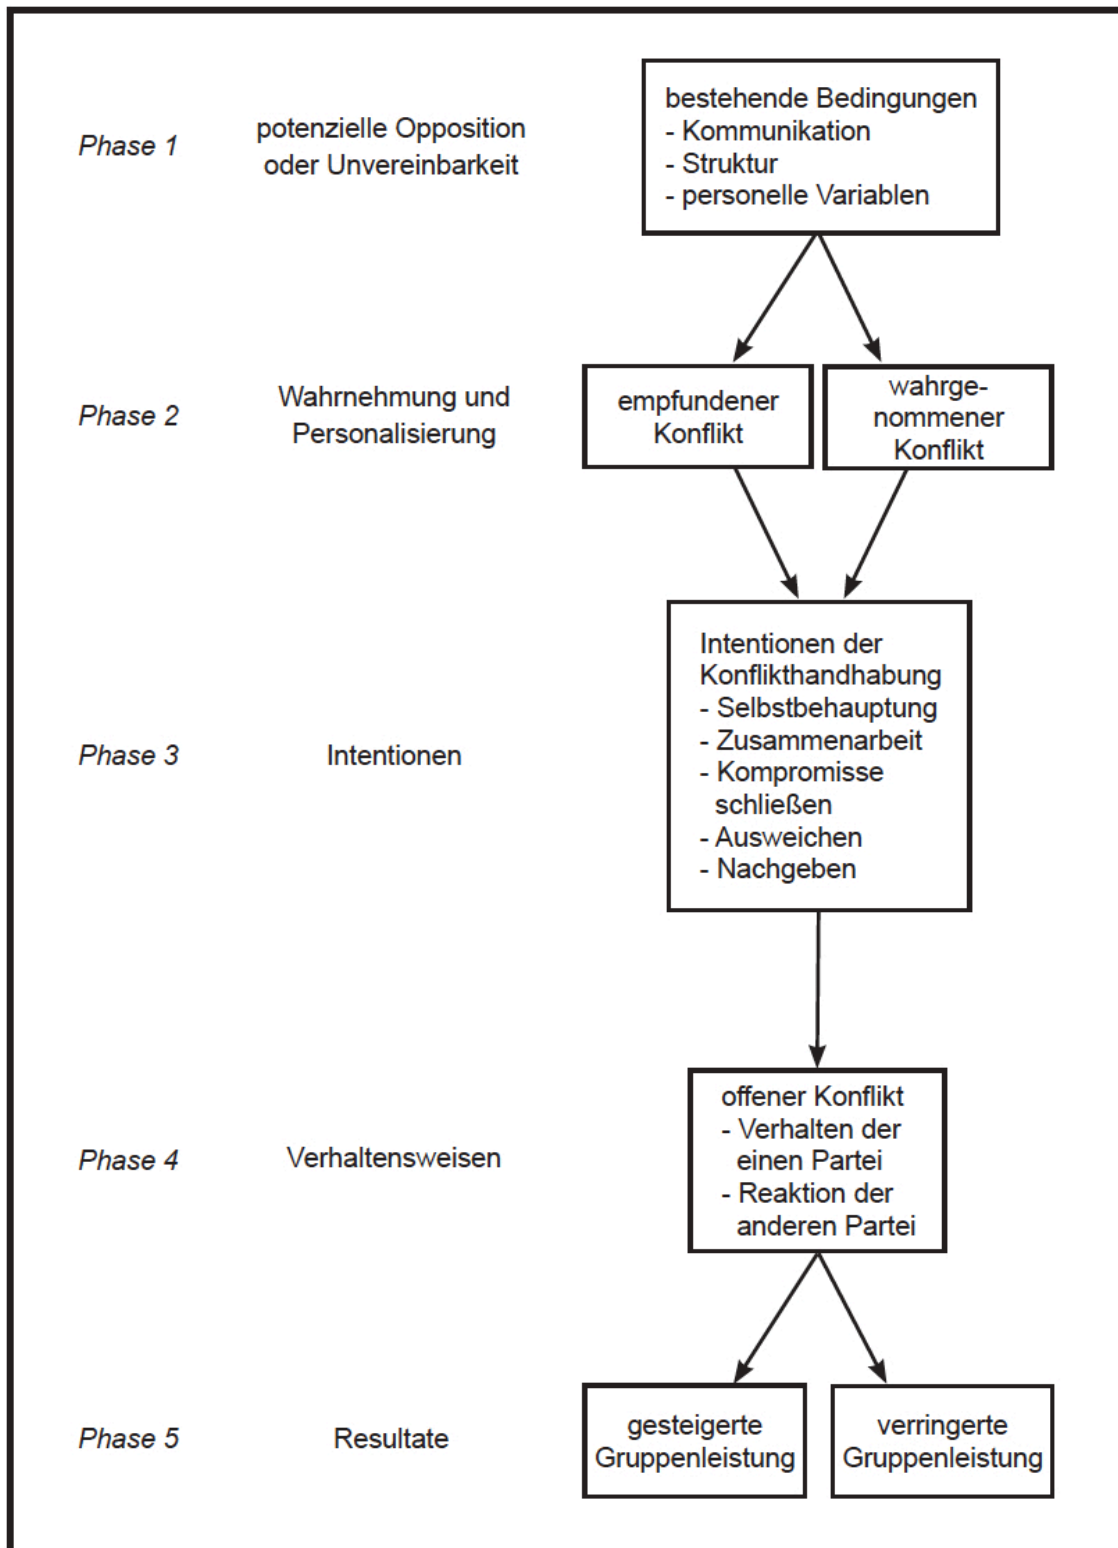 Phase 1
potenzielle Opposition
oder Unvereinbarkeit
bestehende Bedingungen
- Kommunikation
- Struktur
- personelle Variablen
Phase 2
Wahrnehmung und
Personalisierung
empfundener
Konflikt
wahrge-
nommener
Konflikt
Phase 3
Intentionen
Intentionen der
Konflikthandhabung
- Selbstbehauptung
- Zusammenarbeit
- Kompromisse
schließen
- Ausweichen
- Nachgeben
Phase 4
Verhaltensweisen
offener Konflikt
- Verhalten der
einen Partei
- Reaktion der
anderen Partei
Phase 5
Resultate
gesteigerte
Gruppenleistung
verringerte
Gruppenleistung